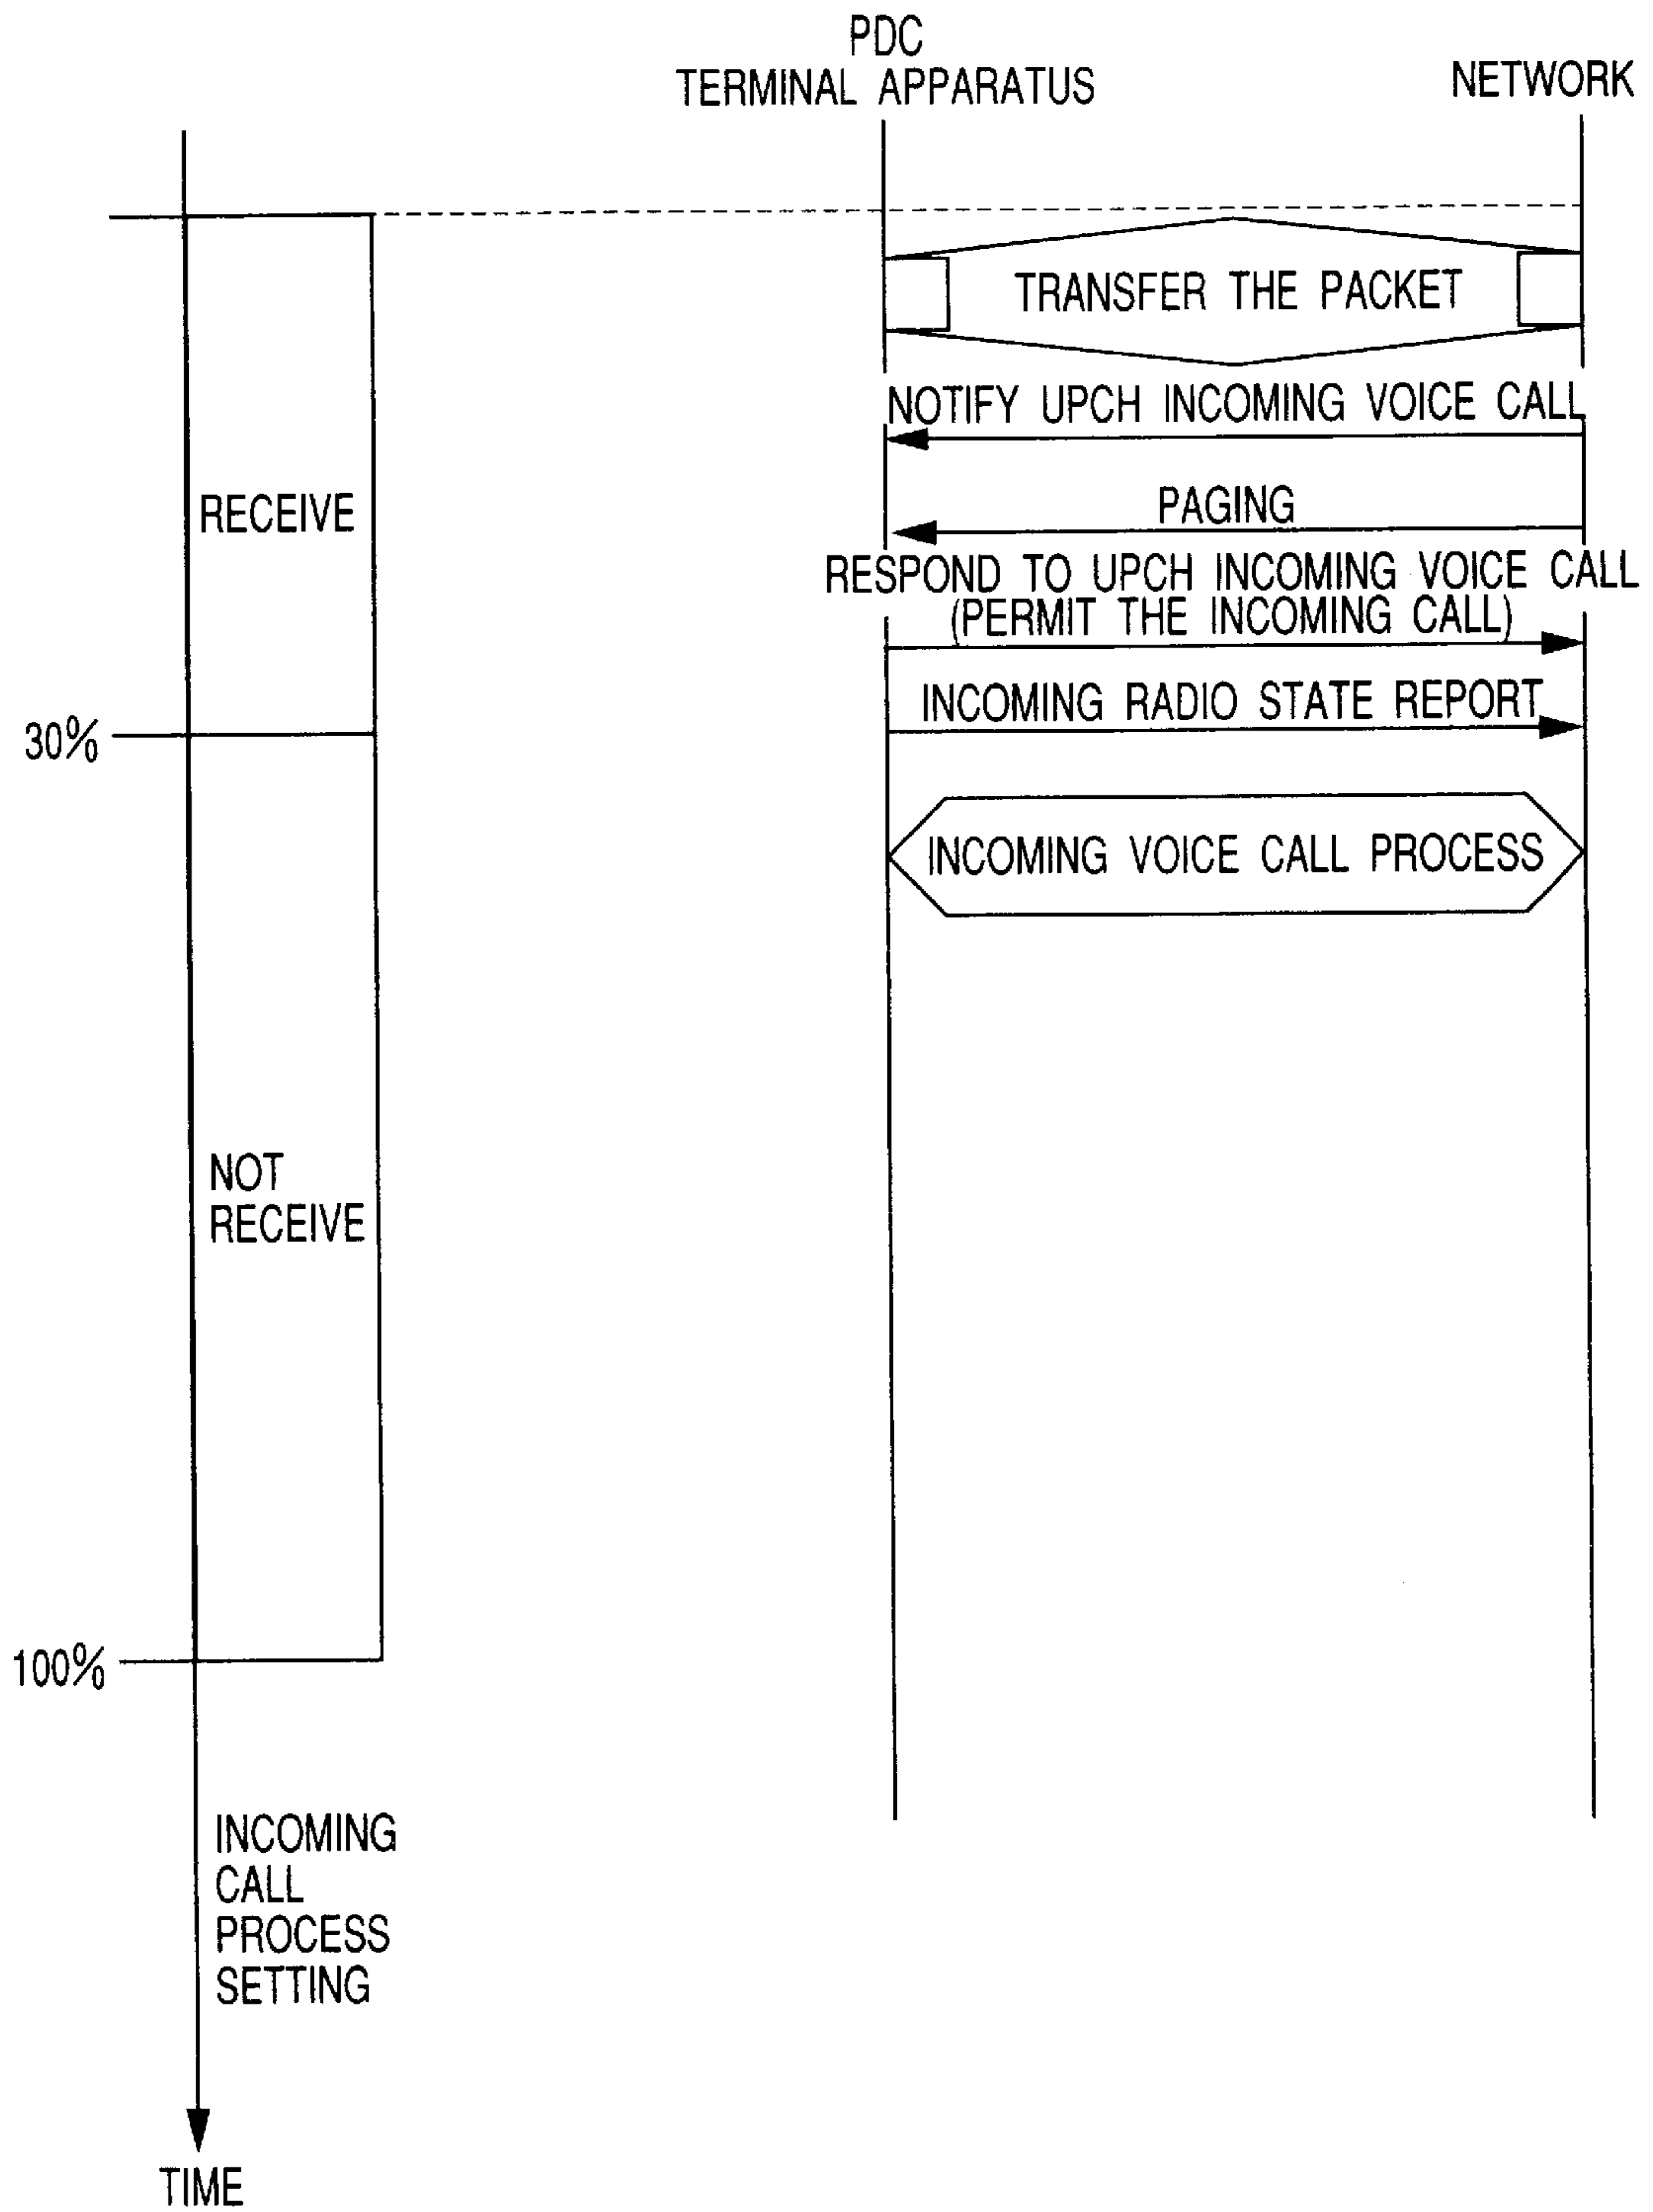 PDC
TERMINAL APPARATUS
NETWORK
TRANSFER THE PACKET
NOTIFY UPCH INCOMING VOICE CALL
RECEIVE
PAGING
RESPOND TO UPCH INCOMING VOICE CALL
(PERMIT THE INCOMING CALL)
INCOMING RADIO STATE REPORT
30%
INCOMING VOICE CALL PROCESS
NOT
RECEIVE
100%
INCOMING
CALL
PROCESS
SETTING
TIME